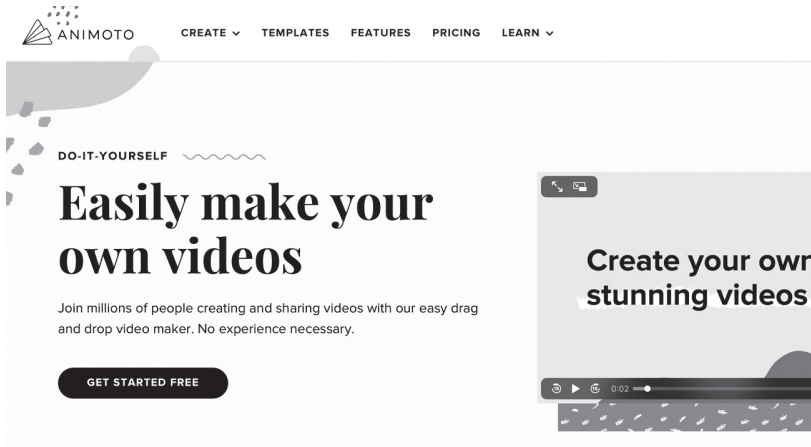 ANIMOTO
CREATE TEMPLATES FEATURES PRICING LEARN
DO-IT-YOURSELF
Easily make your
own videos
Join millions of people creating and sharing videos with our easy drag
and drop video maker. No experience necessary.
GET STARTED FREE
Create your own
stunning videos
15 15 0:02